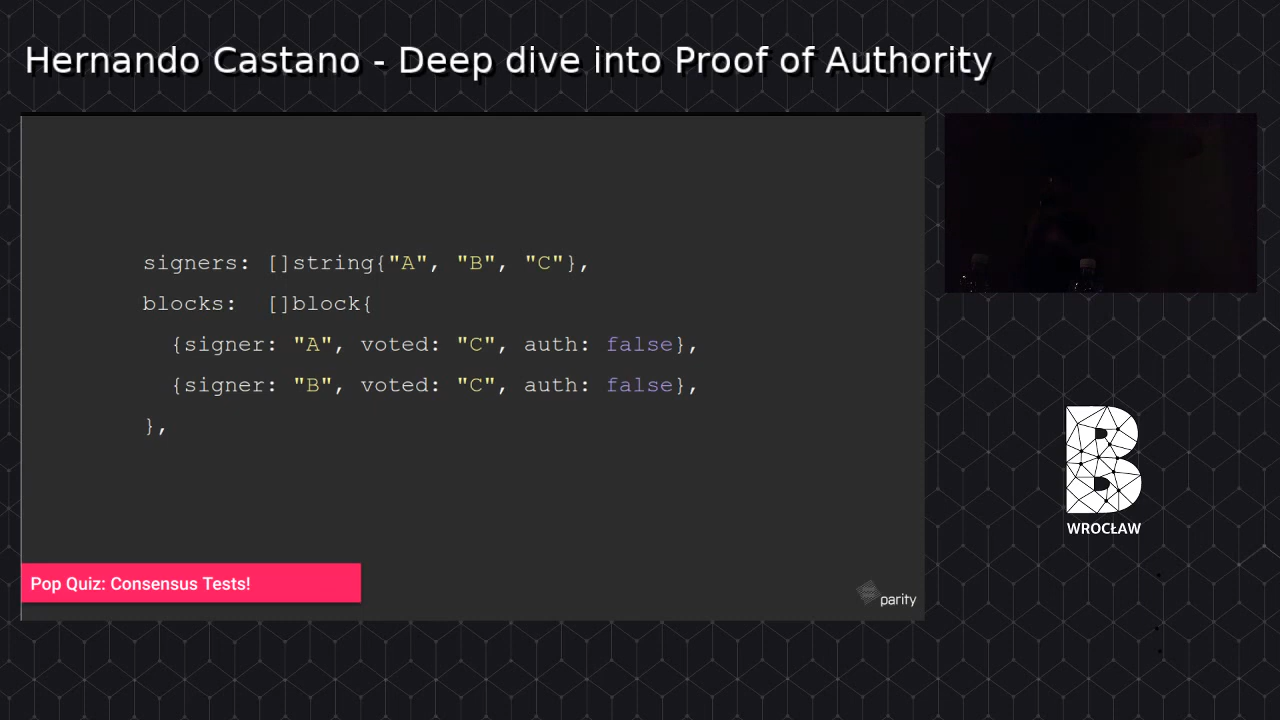 Hernando Castano - Deep dive into Proof of Authority
signers: []string{"A", "B", "C"},
blocks: []block{
{signer: "A", voted: "C", auth: false},
{signer: "B", voted: "C", auth: false},
},
Pop Quiz: Consensus Tests!
parity
B
WROCŁAW